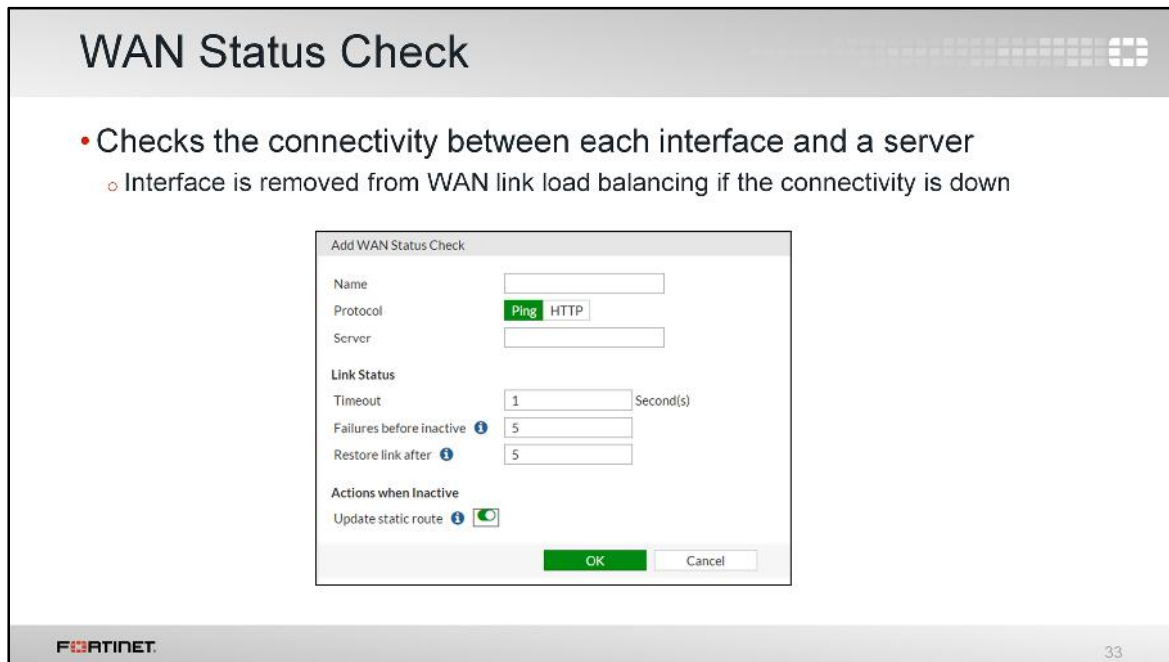 WAN Status Check
• Checks the connectivity between each interface and a server
o Interface is removed from WAN link load balancing if the connectivity is down
Add WAN Status Check
Name
Protocol Ping HTTP
Server
Link Status
Timeout 1 Second(s)
Failures before inactive i 5
Restore link after i 5
Actions when Inactive
Update static route i
OK Cancel
FORTINET. 33